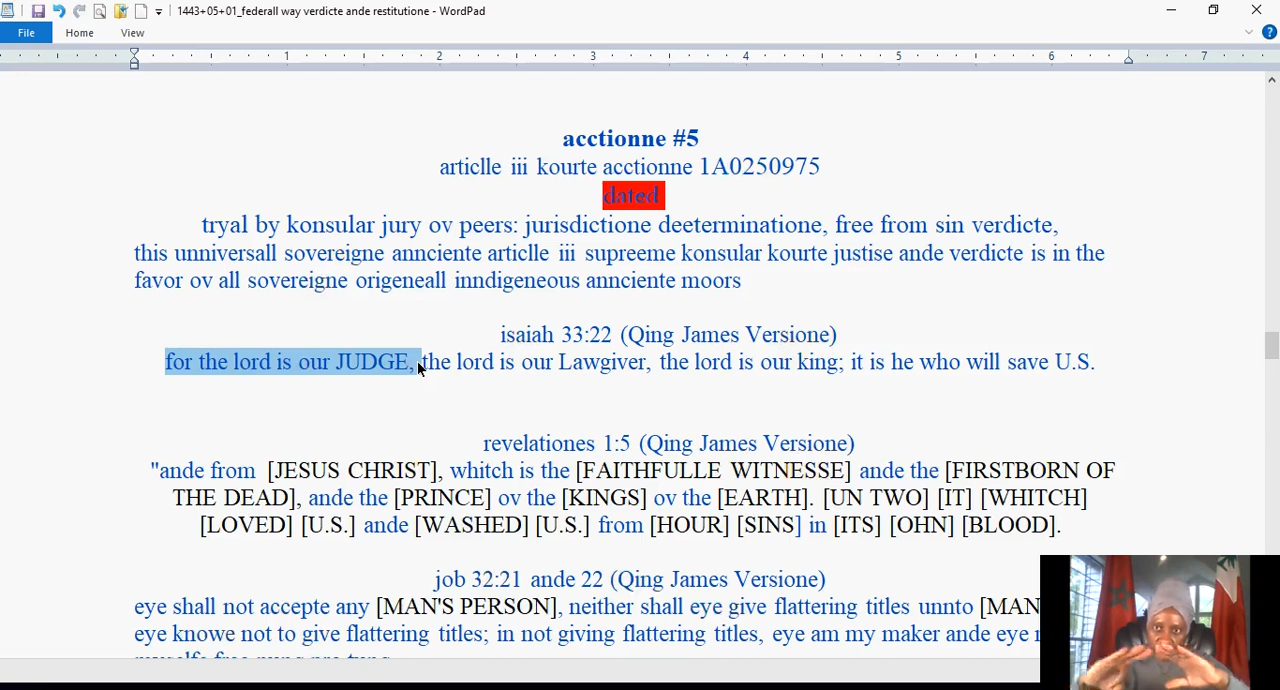 1443+05+01_federall way verdicte ande restitutione - WordPad
File Home View
1 2 3 4 5 6 7
acctionne #5
articlle iii kourte acctionne 1A0250975
dated
tryal by konsular jury ov peers: jurisdictione deeterminatione, free from sin verdicte,
this unniversall sovereigne annciente articlle iii supreeme konsular kourte justise ande verdicte is in the
favor ov all sovereigne origeneall inndigeneous annciente moors
isaiah 33:22 (Qing James Versione)
for the lord is our JUDGE, the lord is our Lawgiver, the lord is our king; it is he who will save U.S.
revelationes 1:5 (Qing James Versione)
"ande from [JESUS CHRIST], whitch is the [FAITHFULLE WITNESSE] ande the [FIRSTBORN OF
THE DEAD], ande the [PRINCE] ov the [KINGS] ov the [EARTH]. [UN TWO] [IT] [WHITCH]
[LOVED] [U.S.] ande [WASHED] [U.S.] from [HOUR] [SINS] in [ITS] [OHN] [BLOOD].
job 32:21 ande 22 (Qing James Versione)
eye shall not accepte any [MAN'S PERSON], neither shall eye give flattering titles unnto [MAN
eye knowe not to give flattering titles; in not giving flattering titles, eye am my maker ande eye